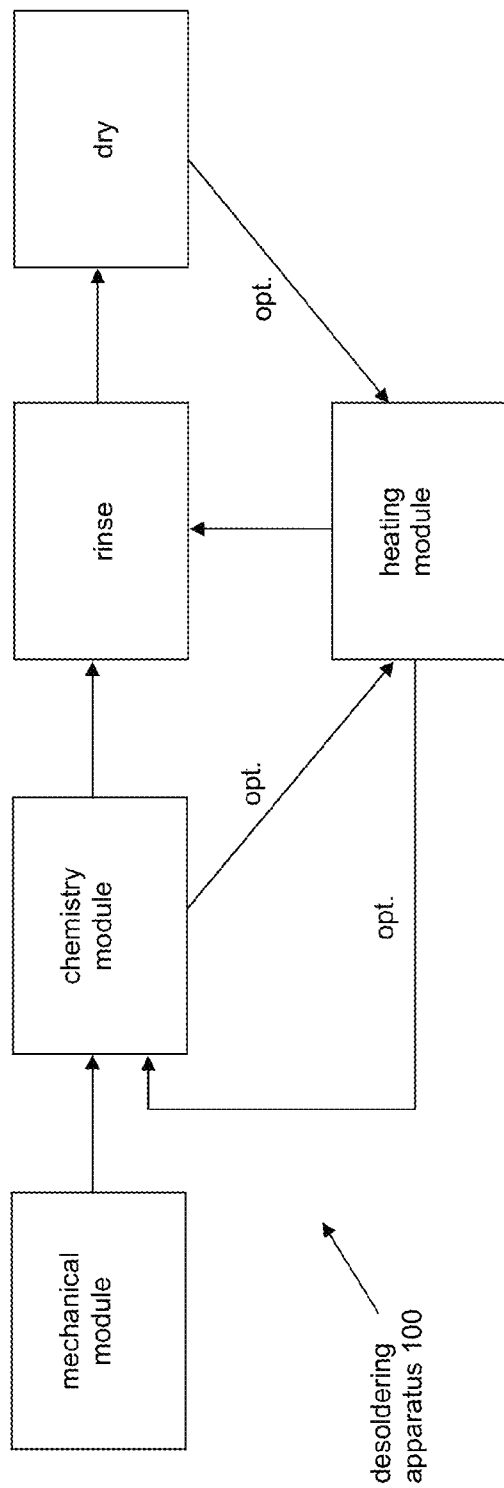 mechanical
module
chemistry
module
rinse
dry
opt.
opt.
opt.
heating
module
desoldering
apparatus 100